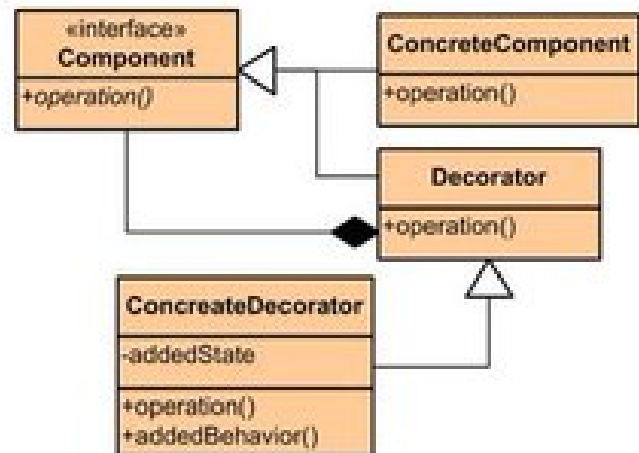 «interface»
Component
+operation()
ConcreteComponent
+operation()
Decorator
+operation()
ConcreateDecorator
-addedState
+operation()
+addedBehavior()